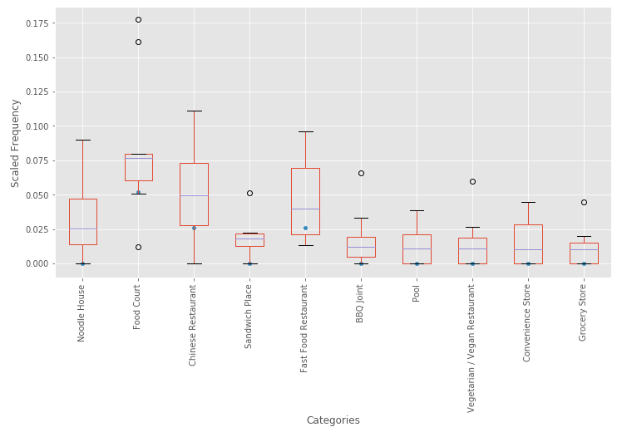 0.175
0.150
0.125
0.100
0.075
0.050
0.025
0.000
Scaled Frequency
Noodle House
Food Court
Chinese Restaurant
Sandwich Place
Fast Food Restaurant
BBQ Joint
Pool
Vegetarian / Vegan Restaurant
Convenience Store
Grocery Store
Categories